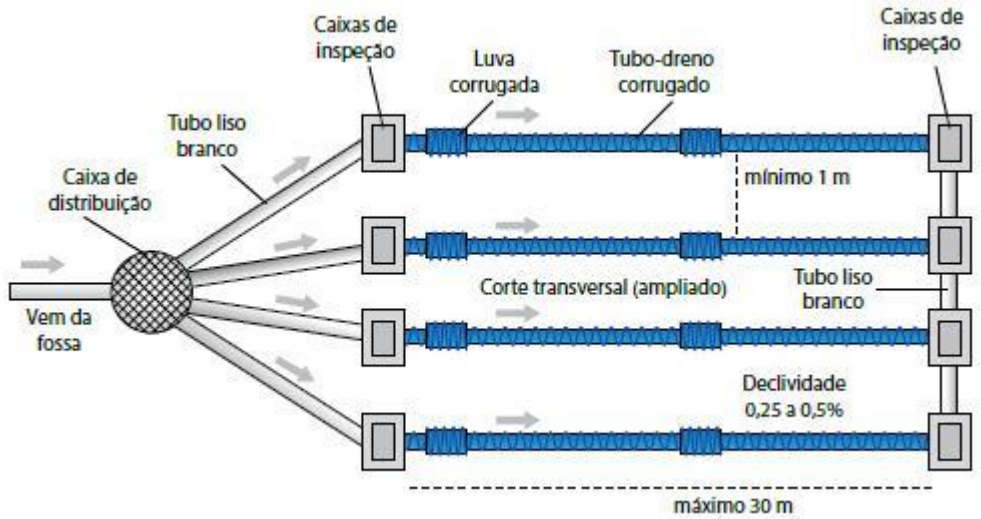 Caixas de
inspeção
Luva
corrugada
Tubo-dreno
corrugado
Caixas de
inspeção
Tubo liso
branco
Caixa de
distribuição
mínimo 1 m
Vem da
fossa
Corte transversal (ampliado)
Tubo liso
branco
Declividade
0,25 a 0,5%
máximo 30 m